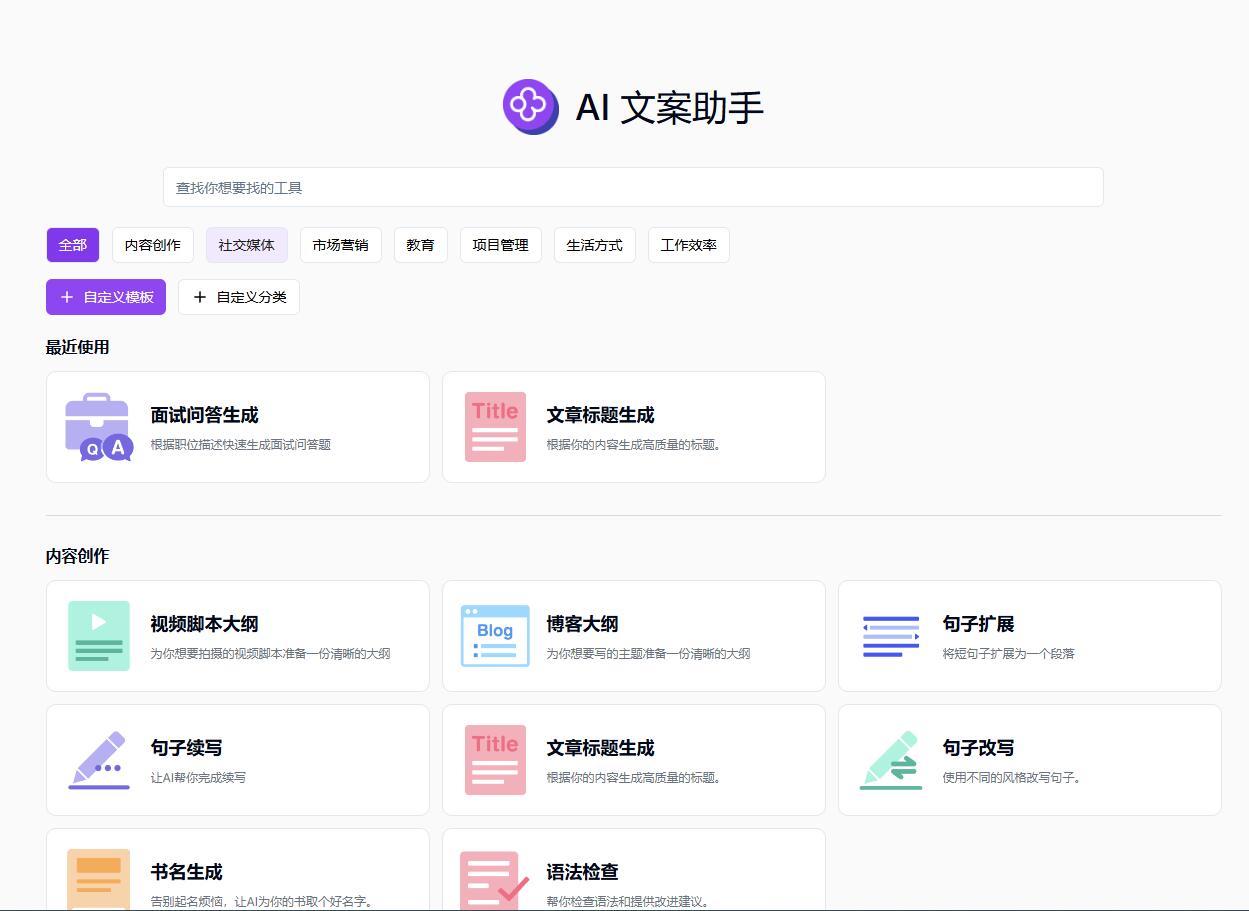 AI 文案助手
查找你想要找的工具
全部 内容创作 社交媒体 市场营销 教育 项目管理 生活方式 工作效率
+ 自定义模板 + 自定义分类
最近使用
Q A
面试问答生成
根据职位描述快速生成面试问答题
Title
文章标题生成
根据你的内容生成高质量的标题。
内容创作
视频脚本大纲
为你想要拍摄的视频脚本准备一份清晰的大纲
Blog
博客大纲
为你想要写的主题准备一份清晰的大纲
句子扩展
将短句子扩展为一个段落
句子续写
让AI帮你完成续写
Title
文章标题生成
根据你的内容生成高质量的标题。
句子改写
使用不同的风格改写句子。
书名生成
告别起名烦恼，让AI为你的书取个好名字。
语法检查
帮你检查语法和提供改进建议。